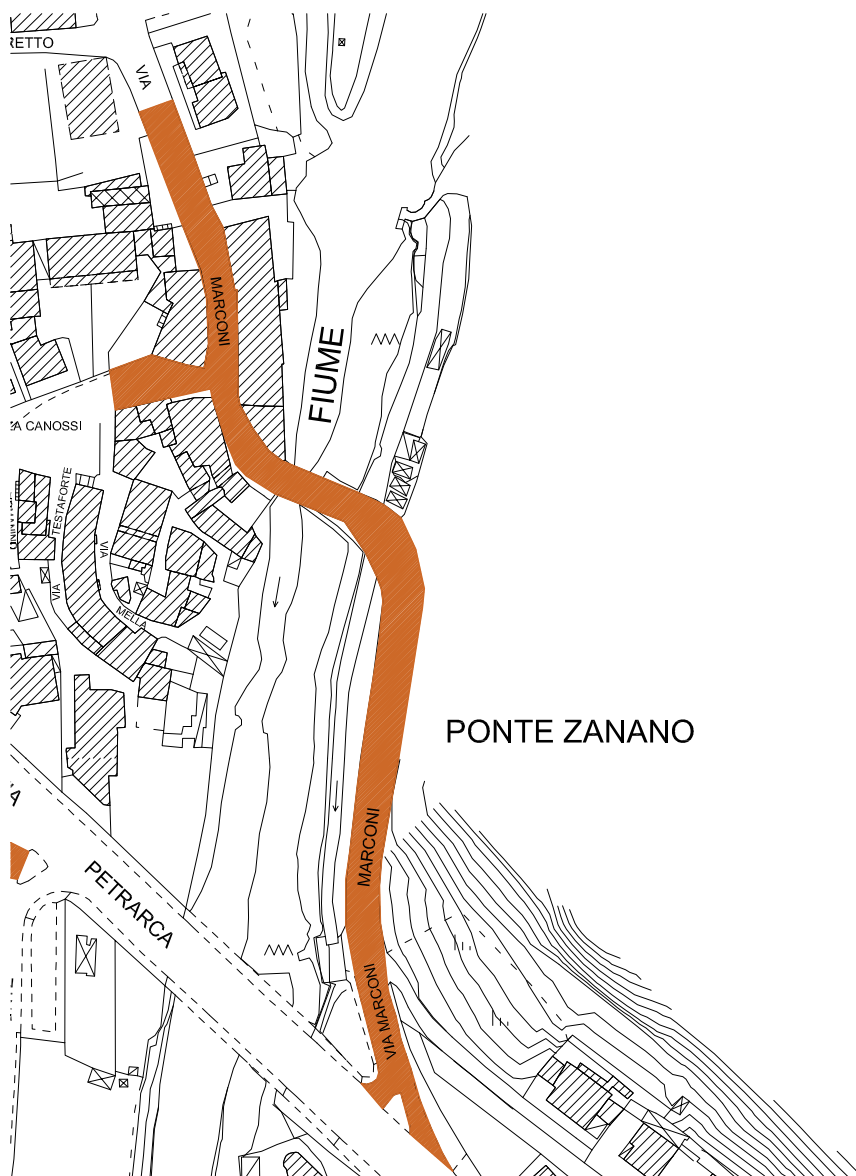 RETTO
VIA
MARCONI
FIUME
ZA CANOSSI
TESTAFORTE
VIA
VIA
MELLA
PONTE ZANANO
MARCONI
PETRARCA
VIA MARCONI